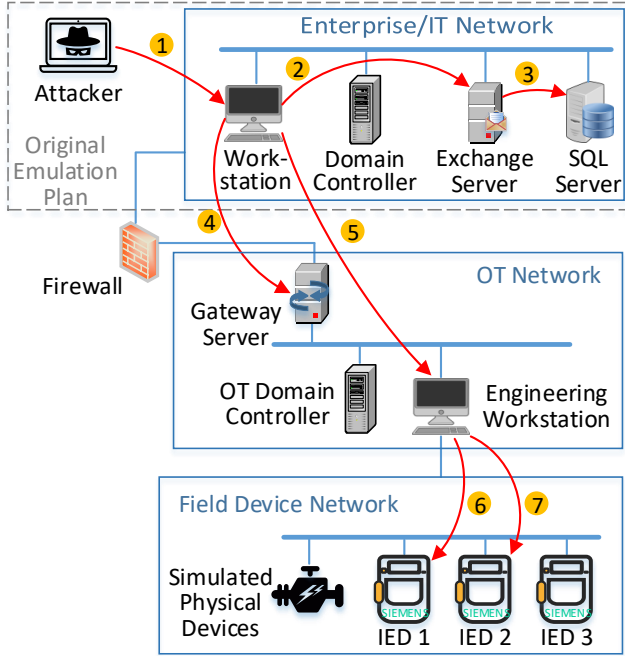 Enterprise/IT Network
1
2
3
Attacker
Work-
station
Domain
Controller
Exchange
Server
SQL
Server
Original
Emulation
Plan
4
5
Firewall
OT Network
Gateway
Server
OT Domain
Controller
Engineering
Workstation
Field Device Network
6
7
Simulated
Physical
Devices
SIEMENS
SIEMENS
SIEMENS
IED 1
IED 2
IED 3